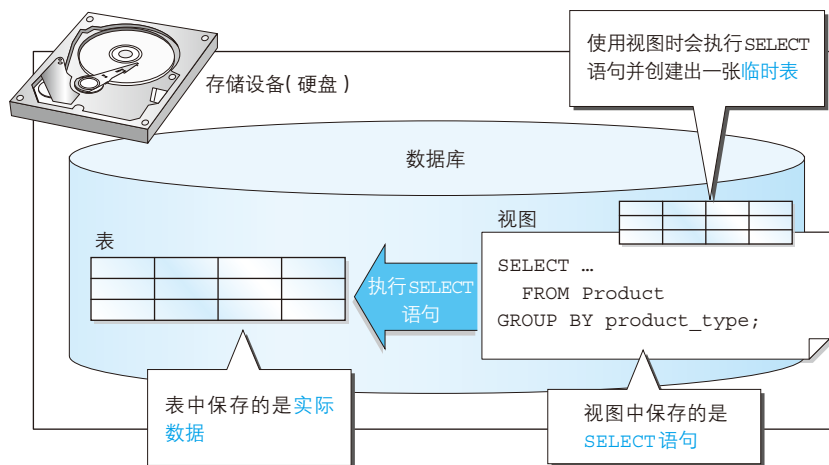 使用视图时会执行SELECT
语句并创建出一张临时表
存储设备(硬盘)
数据库
视图
表
SELECT …
FROM Product
GROUP BY product_type;
执行SELECT
语句
表中保存的是实际
数据
视图中保存的是
SELECT语句